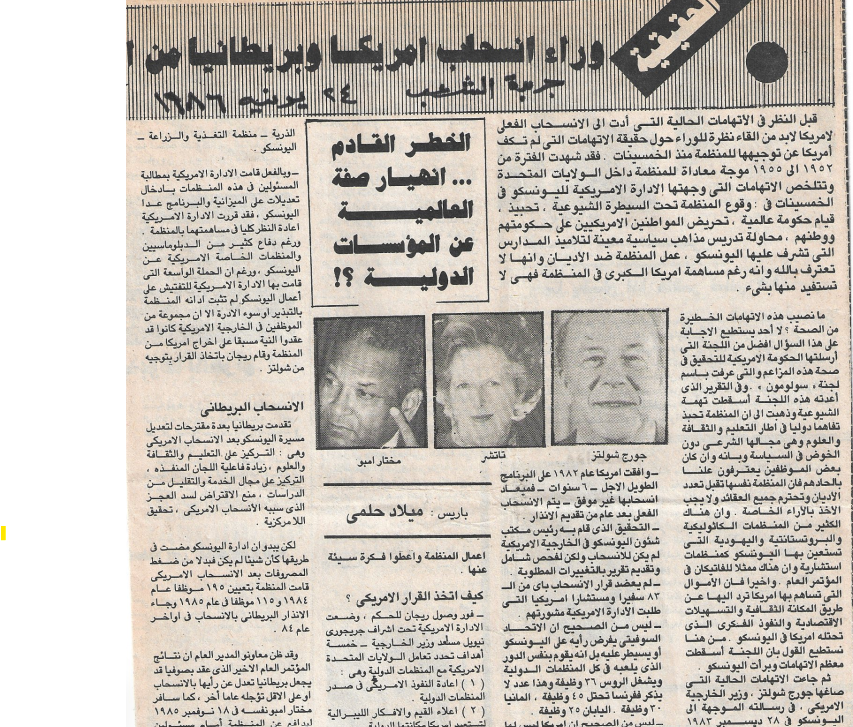 الحقيقية
وراء انسحاب امريكا وبريطانيا من ا
جريدة الشعب ٢٤ يونيه ١٩٨٦
قبل النظر في الاتهامات الحالية التي أدت الى الانسحاب الفعلى
لامريكا لابد من القاء نظرة للوراء حول حقيقة الاتهامات التى لم تكف
أمريكا عن توجيهها للمنظمة منذ الخمسينات . فقد شهدت الفترة من
١٩٥٢ الى ١٩٥٥ موجة معاداة للمنظمة داخل الولايات المتحدة
وتتلخص الاتهامات التى وجهتها الادارة الامريكية لليونسكو فى
الخمسينات فى : وقوع المنظمة تحت السيطرة الشيوعية ، تحبيذ ،
قيام حكومة عالمية ، تحريض المواطنين الامريكيين على حكومتهم
ووطنهم ، محاولة تدريس مذاهب سياسية معينة لتلاميذ المدارس
التى تشرف عليها اليونسكو ، عمل المنظمة ضد الأديان وانها لا
تعترف بالله وانه رغم مساهمة امريكا الكبرى فى المنظمة فهى لا
تستفيد منها بشىء .
ما نصيب هذه الاتهامات الخطيرة
من الصحة ؟ لا أحد يستطيع الاجابة
على هذا السؤال افضل من اللجنة التى
أرسلتها الحكومة الامريكية للتحقيق فى
صحة هذه المزاعم والتى عرفت باسم
لجنة « سولومون » . وفى التقرير الذى
أعدته هذه اللجنة أسقطت تهمة
الشيوعية وذهبت الى ان المنظمة تحبذ
تفاهما دوليا فى اطار التعليم والثقافة
والعلوم وهى مجالها الشرعى دون
الخوض فى السياسة وبانه وان كان
بعض الموظفين يعترفون علنا
بالحادهم فان المنظمة نفسها تقبل تعدد
الأديان وتحترم جميع العقائد ولا يجب
الأخذ بالآراء الخاصة . وان هناك
الكثير من المنظمات الكاثوليكية
والبروتستانتية واليهودية التى
تستعين بها اليونسكو كمنظمات
استشارية وان هناك ممثلا للفاتيكان فى
المؤتمر العام . واخيرا فان الأموال
التى تساهم بها امريكا ترد اليها عن
طريق المكانة الثقافية والتسهيلات
الاقتصادية والنفوذ الفكرى الذى
تحتله امريكا فى اليونسكو . من هنا
نستطيع القول بان اللجنة أسقطت
معظم الاتهامات وبرأت اليونسكو .
ثم جاءت الاتهامات الحالية التى
صاغها جورج شولتز ، وزير الخارجية
الامريكى ، فى رسالته الموجهة الى
اليونسكو فى ٢٨ ديسمبر ١٩٨٣
الخطر القادم
... انهيار صفة
العالمية
عن المؤسسات
الدولية ؟!
جورج شولتز
تاتشر
مختار امبو
ـ وافقت امريكا عام ١٩٨٢ على البرنامج
الطويل الاجل ـ ٦ سنوات ـ فميعاد
انسحابها غير موفق ـ يتم الانسحاب
الفعلى بعد عام من تقديم الانذار .
ـ التحقيق الذى قام به رئيس مكتب
شئون اليونسكو فى الخارجية الامريكية
لم يكن للانسحاب ولكن لفحص شامل
وتقديم تقرير بالتغييرات المطلوبة .
ـ لم يعضد قرار الانسحاب باى من الـ
٨٣ سفيرا ومستشارا امريكيا التى
طلبت الادارة الامريكية مشورتهم .
ـ ليس من الصحيح ان الاتحاد
السوفيتى يفرض رأيه على اليونسكو
أو يسيطر عليه بل انه يقوم بنفس الدور
الذى يلعبه فى كل المنظمات الدولية
ويشغل الروس ٢٦ وظيفة وهذا عدد لا
يذكر ففرنسا تحتل ٤٥ وظيفة ، المانيا
٣٠ وظيفة ، اليابان ٢٥ وظيفة .
ـ ليس من الصحيح ان امريكا ليس لها
باريس : ميلاد حلمى
اعمال المنظمة واعطوا فكرة سيئة
عنها .
كيف اتخذ القرار الامريكى ؟
ـ فور وصول ريجان للحكم ، وضعت
الادارة الامريكية تحت اشراف جريجورى
نيويل مساعد وزير الخارجية ـ خمسة
أهداف تحدد تعامل الولايات المتحدة
الامريكية مع المنظمات الدولية وهى :
( ١ ) اعادة النفوذ الامريكى فى صدر
المنظمات الدولية
( ٢ ) اعلاء القيم والافكار الليبرالية
الذرية ـ منظمة التغذية والزراعة ـ
اليونسكو .
ـ وبالفعل قامت الادارة الامريكية بمطالبة
المسئولين فى هذه المنظمات بادخال
تعديلات على الميزانية والبرنامج عدا
اليونسكو ، فقد قررت الادارة الامريكية
اعادة النظر كليا فى مساهمتها بالمنظمة .
ورغم دفاع كثير من الدبلوماسيين
والمنظمات الخاصة الامريكية عن
اليونسكو ، ورغم ان الحملة الواسعة التى
قامت بها الادارة الامريكية للتفتيش على
أعمال اليونسكو لم تثبت ادانه المنظمة
بالتبذير او سوء الادرة الا ان مجموعة من
الموظفين فى الخارجية الامريكية كانوا قد
عقدوا النية مسبقا على اخراج امريكا من
المنظمة وقام ريجان باتخاذ القرار بتوجيه
من شولتز .
الانسحاب البريطانى
تقدمت بريطانيا بعدة مقترحات لتعديل
مسيرة اليونسكو بعد الانسحاب الامريكى
وهى : التركيز على التعليم والثقافة
والعلوم ، زيادة فاعلية اللجان المنفذه ،
التركيز على مجال الخدمة والتقليل من
الدراسات ، منع الاقتراض لسد العجز
الذى سببه الأنسحاب الامريكى ، تحقيق
اللامركزية .
لكن يبدو ان ادارة اليونسكو مضت فى
طريقها كأن شيئا لم يكن فبدلا من ضغط
المصروفات بعد الانسحاب الامريكى
قامت المنظمة بتعيين ١٩٥ موظفا عام
١٩٨٤ و ١١٥ موظفا فى عام ١٩٨٥ وجاء
الانذار البريطانى بالانسحاب فى اواخر
عام ٨٤ .
وقد ظن معاونو المدير العام ان نتائج
المؤتمر العام الاخير الذى عقد بصوفيا قد
يجعل بريطانيا تعدل عن رأيها بالانسحاب
او على الاقل تؤجله عاما آخر ، كما سافر
مختار امبو نفسه فى ١٨ نوفمبر ١٩٨٥